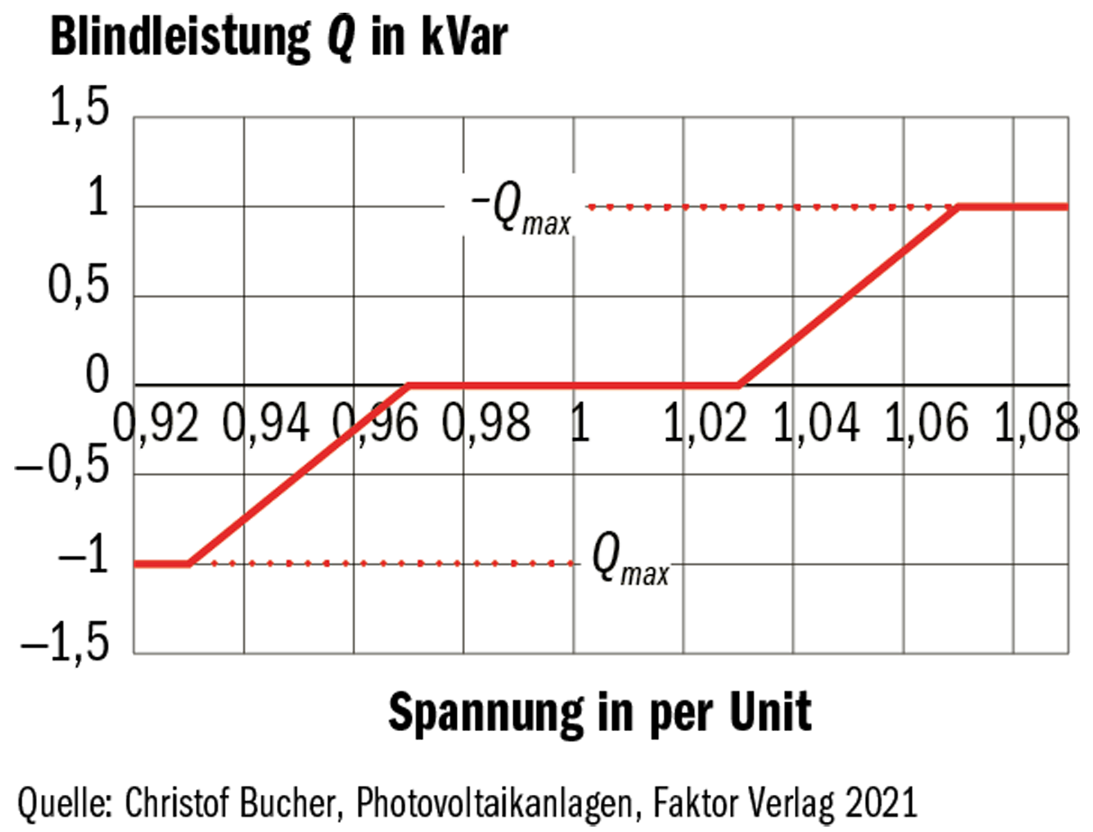 Blindleistung Q in kVar
1,5
1
–Qmax
0,5
0
0,92 0,94 0,96 0,98 1 1,02 1,04 1,06 1,08
–0,5
–1
Qmax
–1,5
Spannung in per Unit
Quelle: Christof Bucher, Photovoltaikanlagen, Faktor Verlag 2021